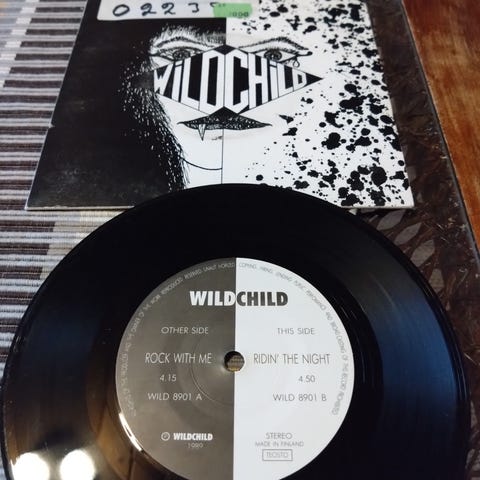 0223
WILDCHILD
WILDCHILD
OTHER SIDE
THIS SIDE
ROCK WITH ME
RIDIN' THE NIGHT
4.15
4.50
WILD 8901 A
WILD 8901 B
WILDCHILD
1989
STEREO
MADE IN FINLAND
TEOSTO